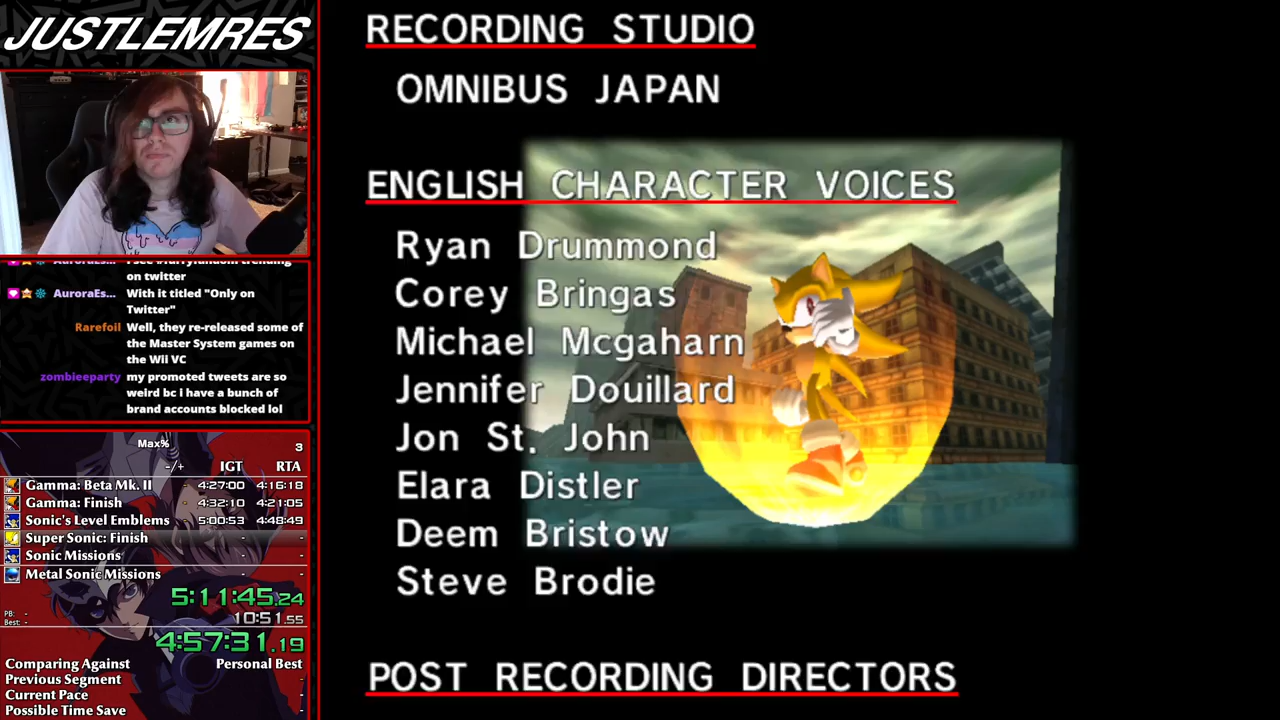 JUSTLEMRES
on twitter
AuroraEs... With it titled "Only on
Twitter"
Rarefoil Well, they re-released some of
the Master System games on
the Wii VC
zombieeparty my promoted tweets are so
weird bc i have a bunch of
brand accounts blocked lol
Max% 3
-/+ IGT RTA
Gamma: Beta Mk. II - 4:27:00 4:16:18
Gamma: Finish - 4:32:10 4:21:05
Sonic's Level Emblems 5:00:53 4:48:49
Super Sonic: Finish - -
Sonic Missions - -
Metal Sonic Missions - -
5:11:45.24
PB: -
Best: -
10:51.55
4:57:31.19
Comparing Against Personal Best
Previous Segment -
Current Pace -
Possible Time Save -
RECORDING STUDIO
OMNIBUS JAPAN
ENGLISH CHARACTER VOICES
Ryan Drummond
Corey Bringas
Michael Mcgaharn
Jennifer Douillard
Jon St. John
Elara Distler
Deem Bristow
Steve Brodie
POST RECORDING DIRECTORS